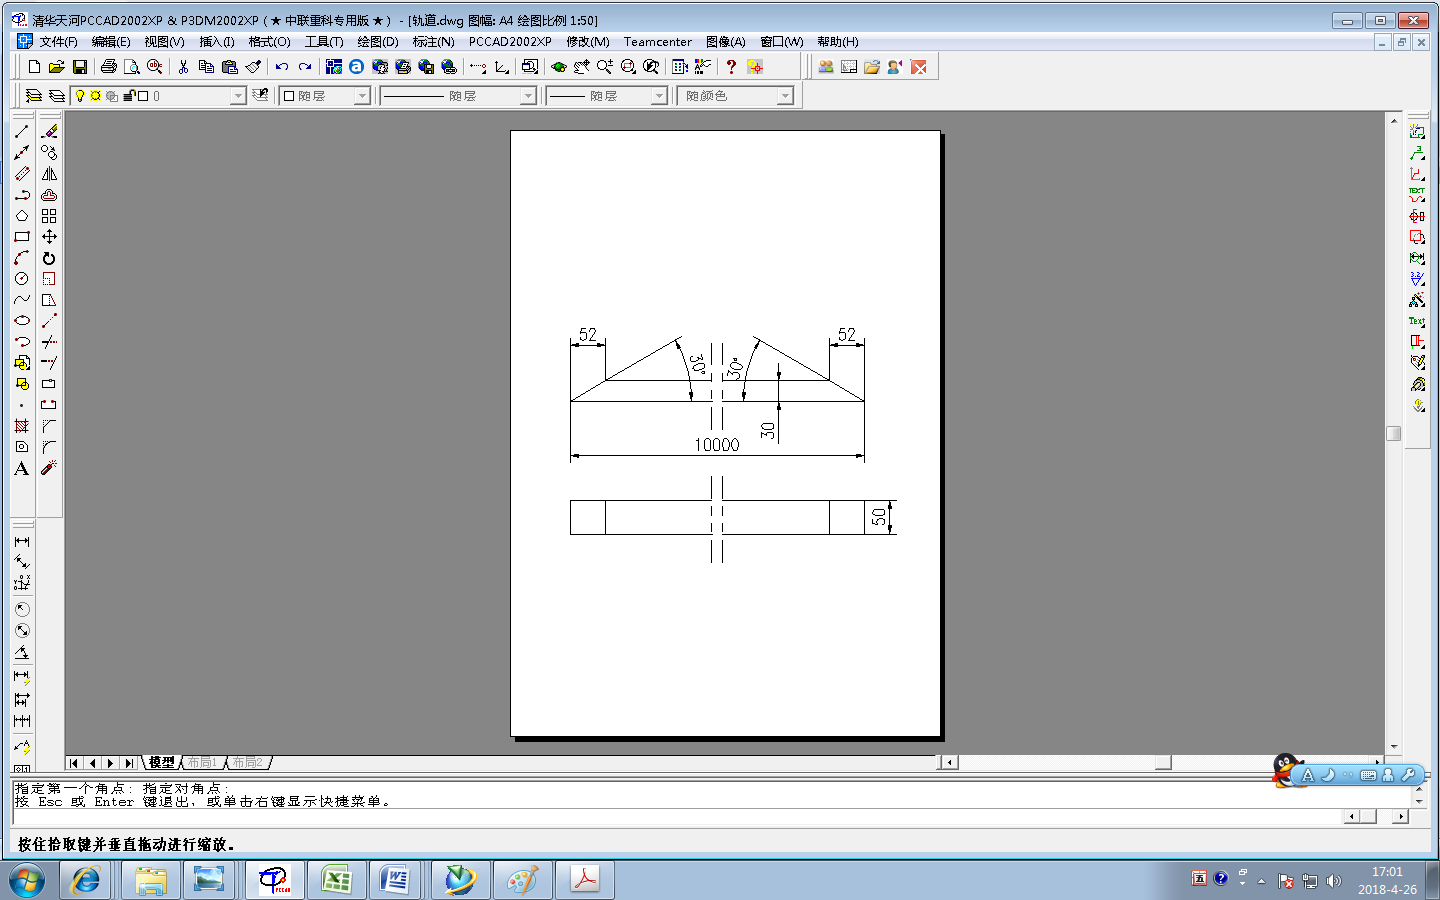 清华天河PCCAD2002XP & P3DM2002XP (★ 中联重科专用版 ★) - [轨道.dwg 图幅: A4 绘图比例 1:50]
文件(F) 编辑(E) 视图(V) 插入(I) 格式(O) 工具(T) 绘图(D) 标注(N) PCCAD2002XP 修改(M) Teamcenter 图像(A) 窗口(W) 帮助(H)
0 随层 随层 随层 随颜色
52 52
30° 30°
30
10000
50
TEXT
3.2
Text
A
模型 布局1 布局2
指定第一个角点: 指定对角点:
按 Esc 或 Enter 键退出, 或单击右键显示快捷菜单。
按住拾取键并垂直拖动进行缩放。
PCCAD
五
17:01
2018-4-26